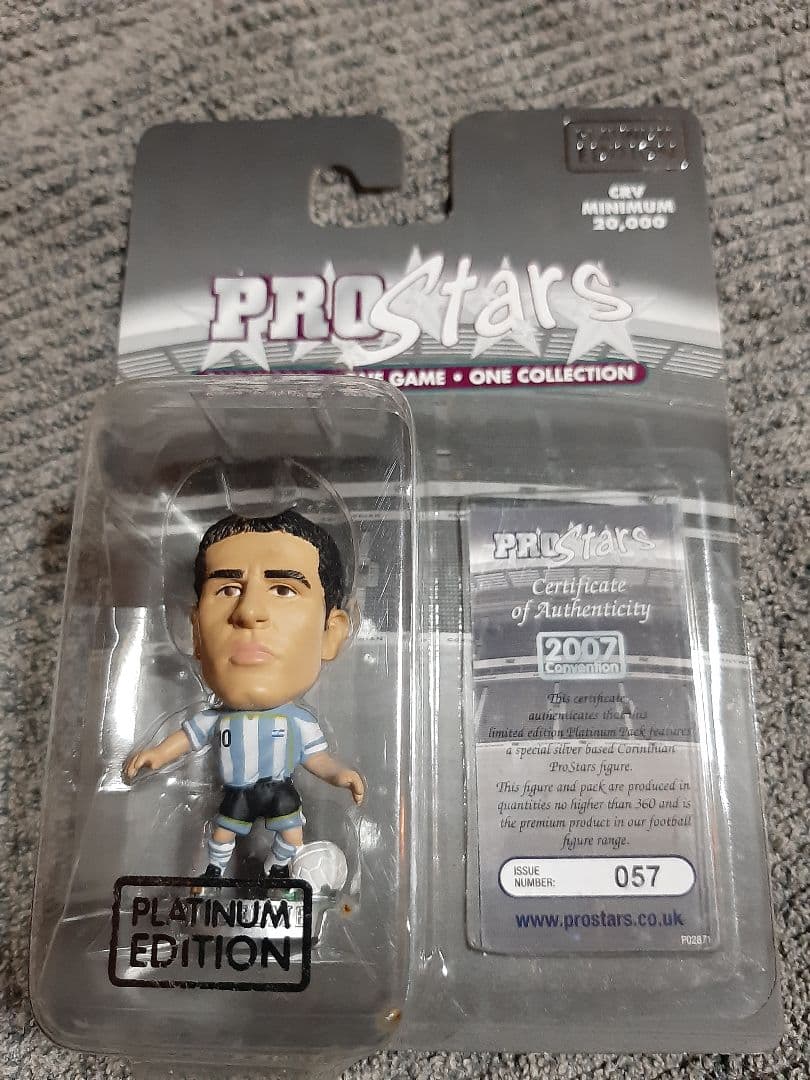 CRV
MINIMUM
20,000
PROStars
GAME • ONE COLLECTION
PROStars
Certificate
of Authenticity
2007
Convention
This certificate
authenticates that this
limited edition Platinum Pack features
a special silver based Corinthian
ProStars figure.
This figure and pack are produced in
quantities no higher than 360 and is
the premium product in our football
figure range.
ISSUE
NUMBER: 057
www.prostars.co.uk
10
PLATINUM
EDITION